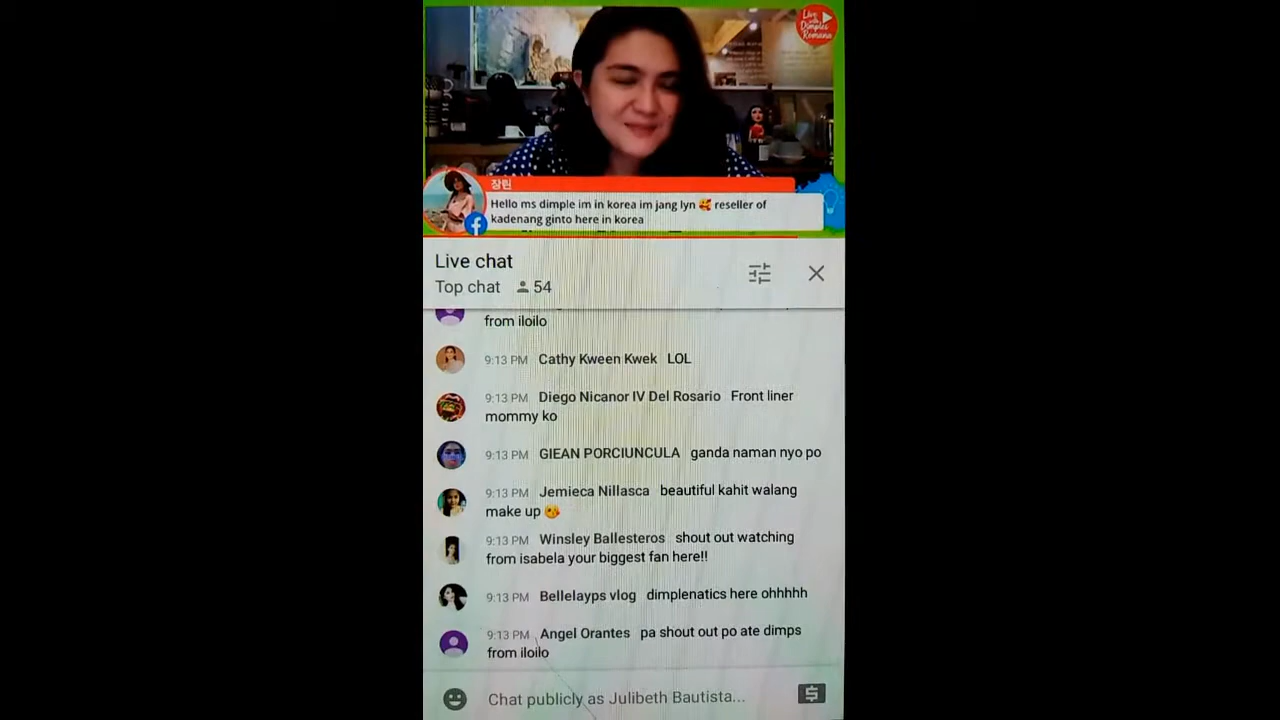 Live
with
Dimples
Romana
장린
Hello ms dimple im in korea im jang lyn 🥰 reseller of
kadenang ginto here in korea
Live chat
Top chat 54
from iloilo
9:13 PM Cathy Kween Kwek LOL
9:13 PM Diego Nicanor IV Del Rosario Front liner
mommy ko
9:13 PM GIEAN PORCIUNCULA ganda naman nyo po
9:13 PM Jemieca Nillasca beautiful kahit walang
make up
9:13 PM Winsley Ballesteros shout out watching
from isabela your biggest fan here!!
9:13 PM Bellelayps vlog dimplenatics here ohhhhh
9:13 PM Angel Orantes pa shout out po ate dimps
from iloilo
Chat publicly as Julibeth Bautista...